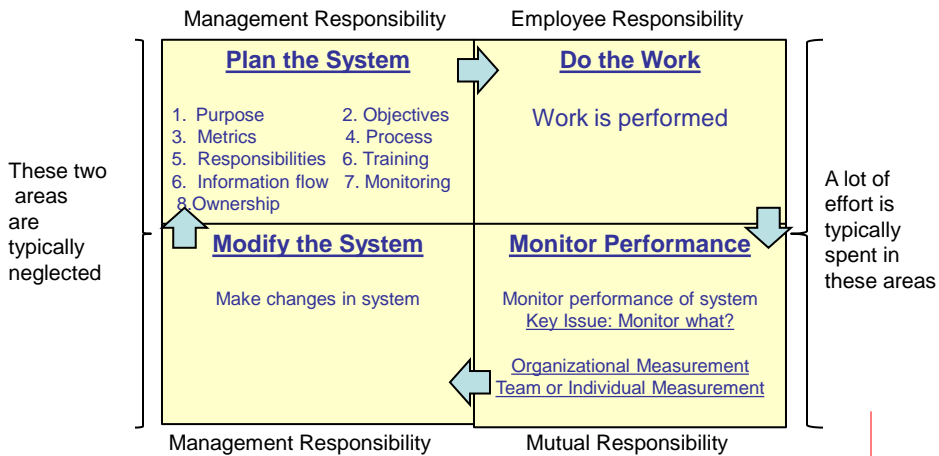 Management Responsibility
Employee Responsibility
Plan the System
1. Purpose 2. Objectives
3. Metrics 4. Process
5. Responsibilities 6. Training
6. Information flow 7. Monitoring
8.Ownership
Do the Work
Work is performed
These two
areas
are
typically
neglected
A lot of
effort is
typically
spent in
these areas
Modify the System
Make changes in system
Monitor Performance
Monitor performance of system
Key Issue: Monitor what?
Organizational Measurement
Team or Individual Measurement
Management Responsibility
Mutual Responsibility